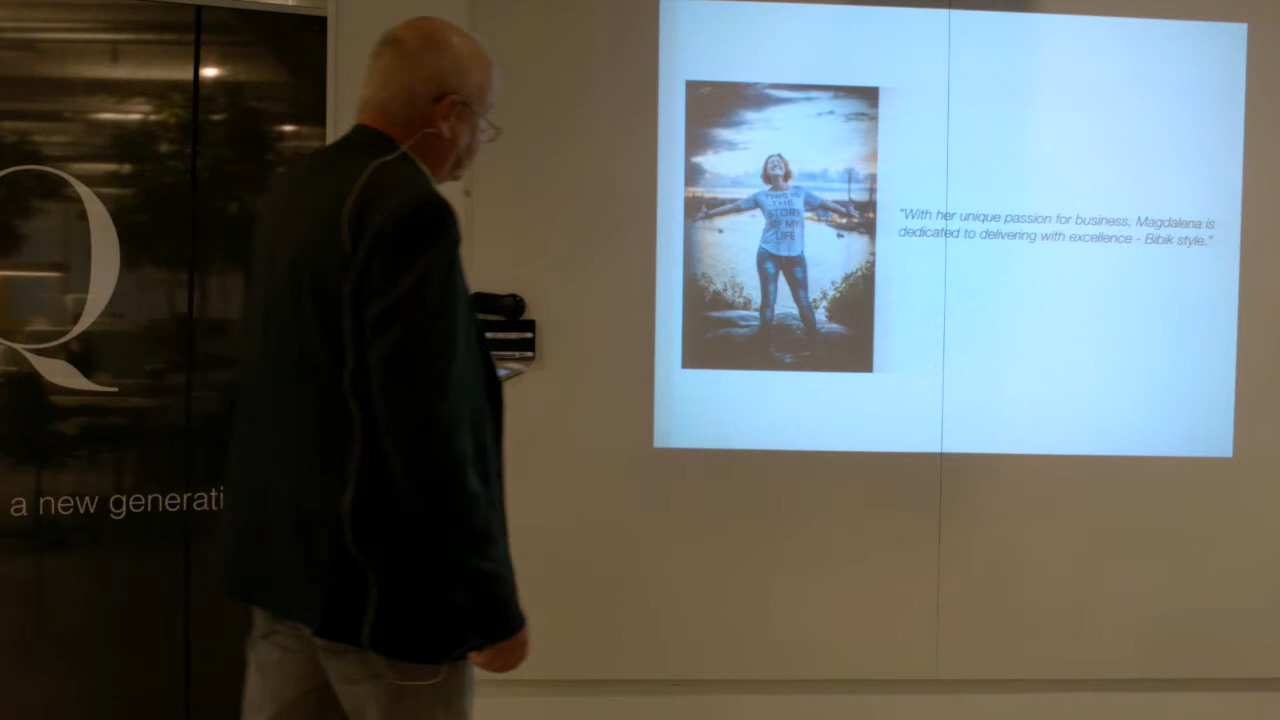 Q
a new generati
THIS IS
THE
STORY
OF MY
LIFE
"With her unique passion for business, Magdalena is
dedicated to delivering with excellence - Bibik style."